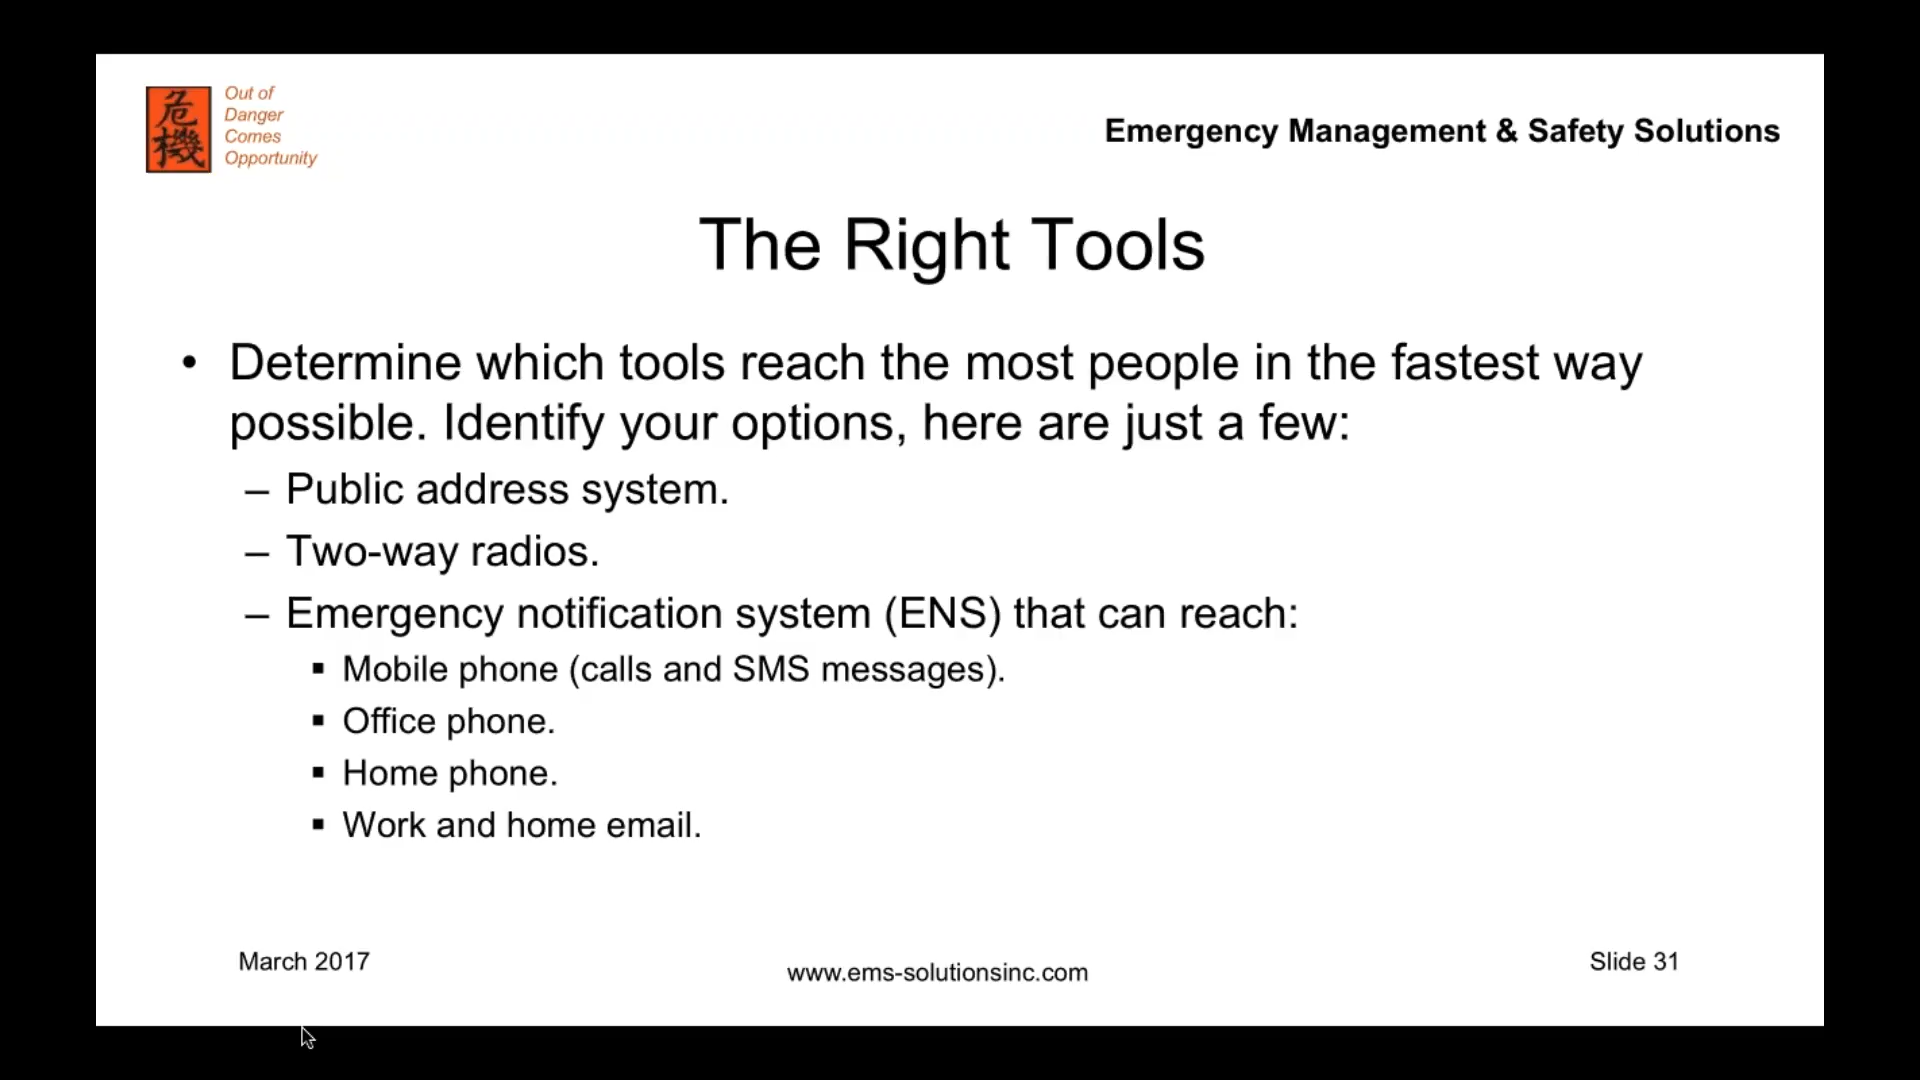 危機
Out of
Danger
Comes
Opportunity
Emergency Management & Safety Solutions
The Right Tools
• Determine which tools reach the most people in the fastest way
possible. Identify your options, here are just a few:
– Public address system.
– Two-way radios.
– Emergency notification system (ENS) that can reach:
▪ Mobile phone (calls and SMS messages).
▪ Office phone.
▪ Home phone.
▪ Work and home email.
March 2017
www.ems-solutionsinc.com
Slide 31